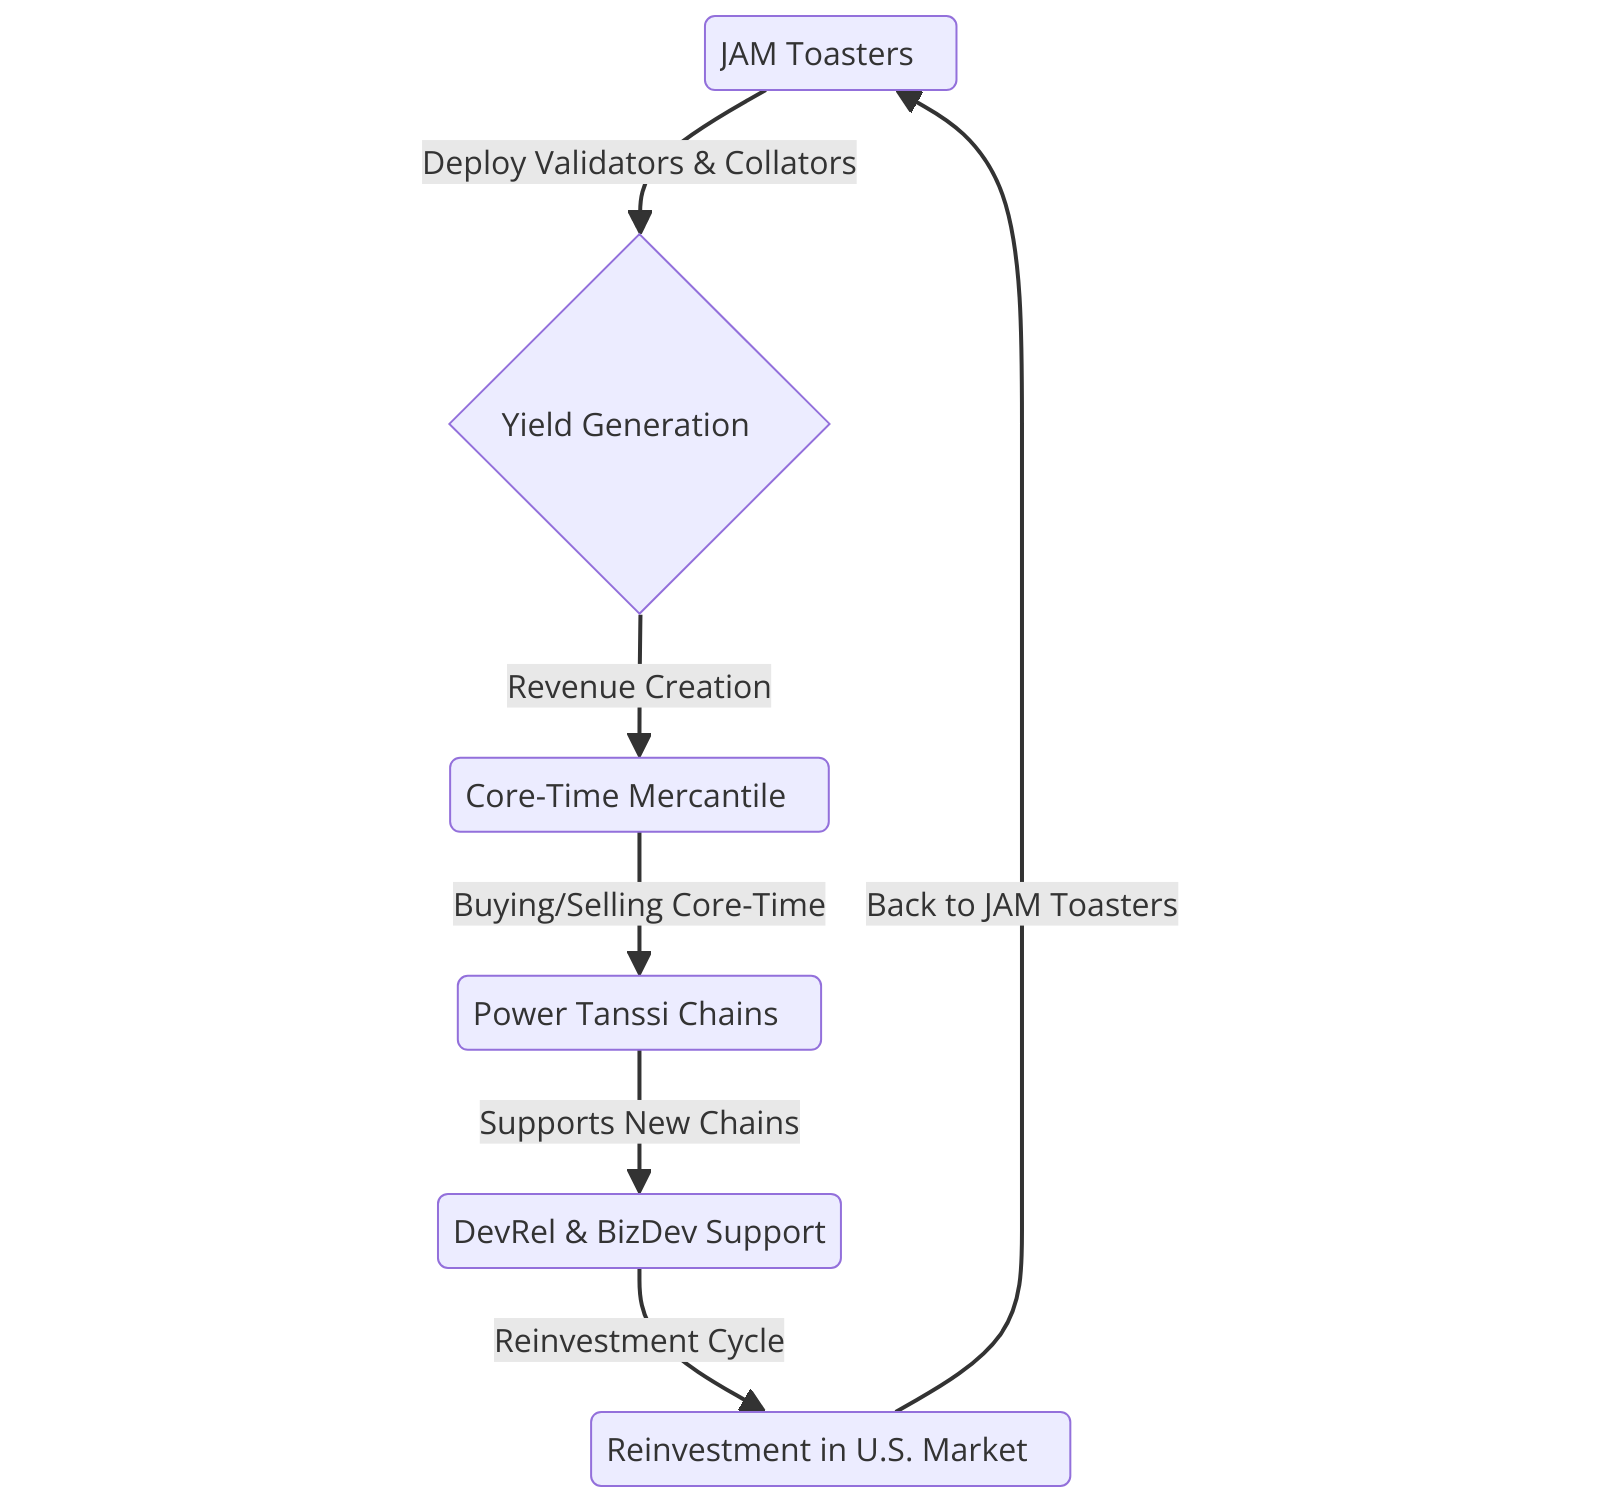 JAM Toasters
Deploy Validators & Collators
Yield Generation
Revenue Creation
Core-Time Mercantile
Buying/Selling Core-Time
Back to JAM Toasters
Power Tanssi Chains
Supports New Chains
DevRel & BizDev Support
Reinvestment Cycle
Reinvestment in U.S. Market